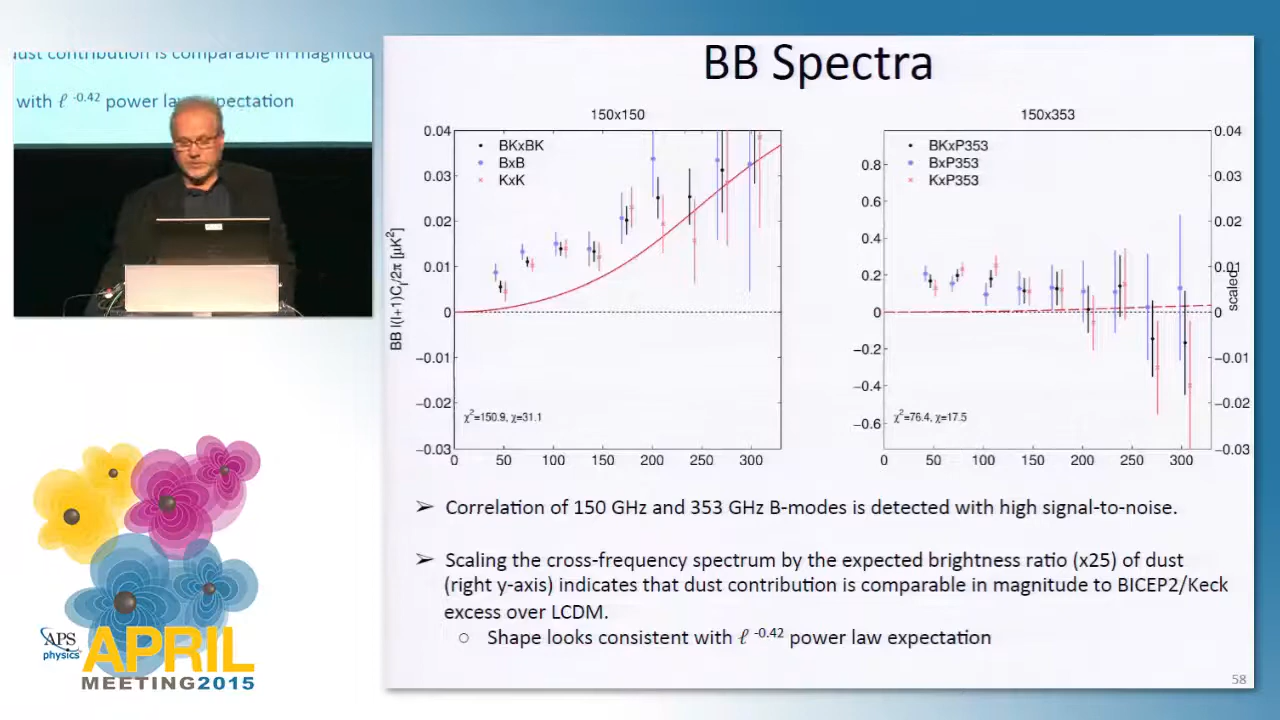 dust contribution is comparable in magnitud
with ℓ -0.42 power law expectation
BB Spectra
150x150
BKxBK
BxB
KxK
0.04
0.03
0.02
0.01
0
−0.01
−0.02
−0.03
BB l(l+1)C_l/2π [μK²]
χ²=150.9, χ=31.1
0 50 100 150 200 250 300
150x353
BKxP353
BxP353
KxP353
0.8
0.6
0.4
0.2
0
−0.2
−0.4
−0.6
0.04
0.03
0.02
0.01
0
−0.01
−0.02
−0.03
scaled
χ²=76.4, χ=17.5
0 50 100 150 200 250 300
➢ Correlation of 150 GHz and 353 GHz B-modes is detected with high signal-to-noise.
➢ Scaling the cross-frequency spectrum by the expected brightness ratio (x25) of dust
(right y-axis) indicates that dust contribution is comparable in magnitude to BICEP2/Keck
excess over LCDM.
○ Shape looks consistent with ℓ -0.42 power law expectation
58
APS
physics
APRIL
MEETING2015